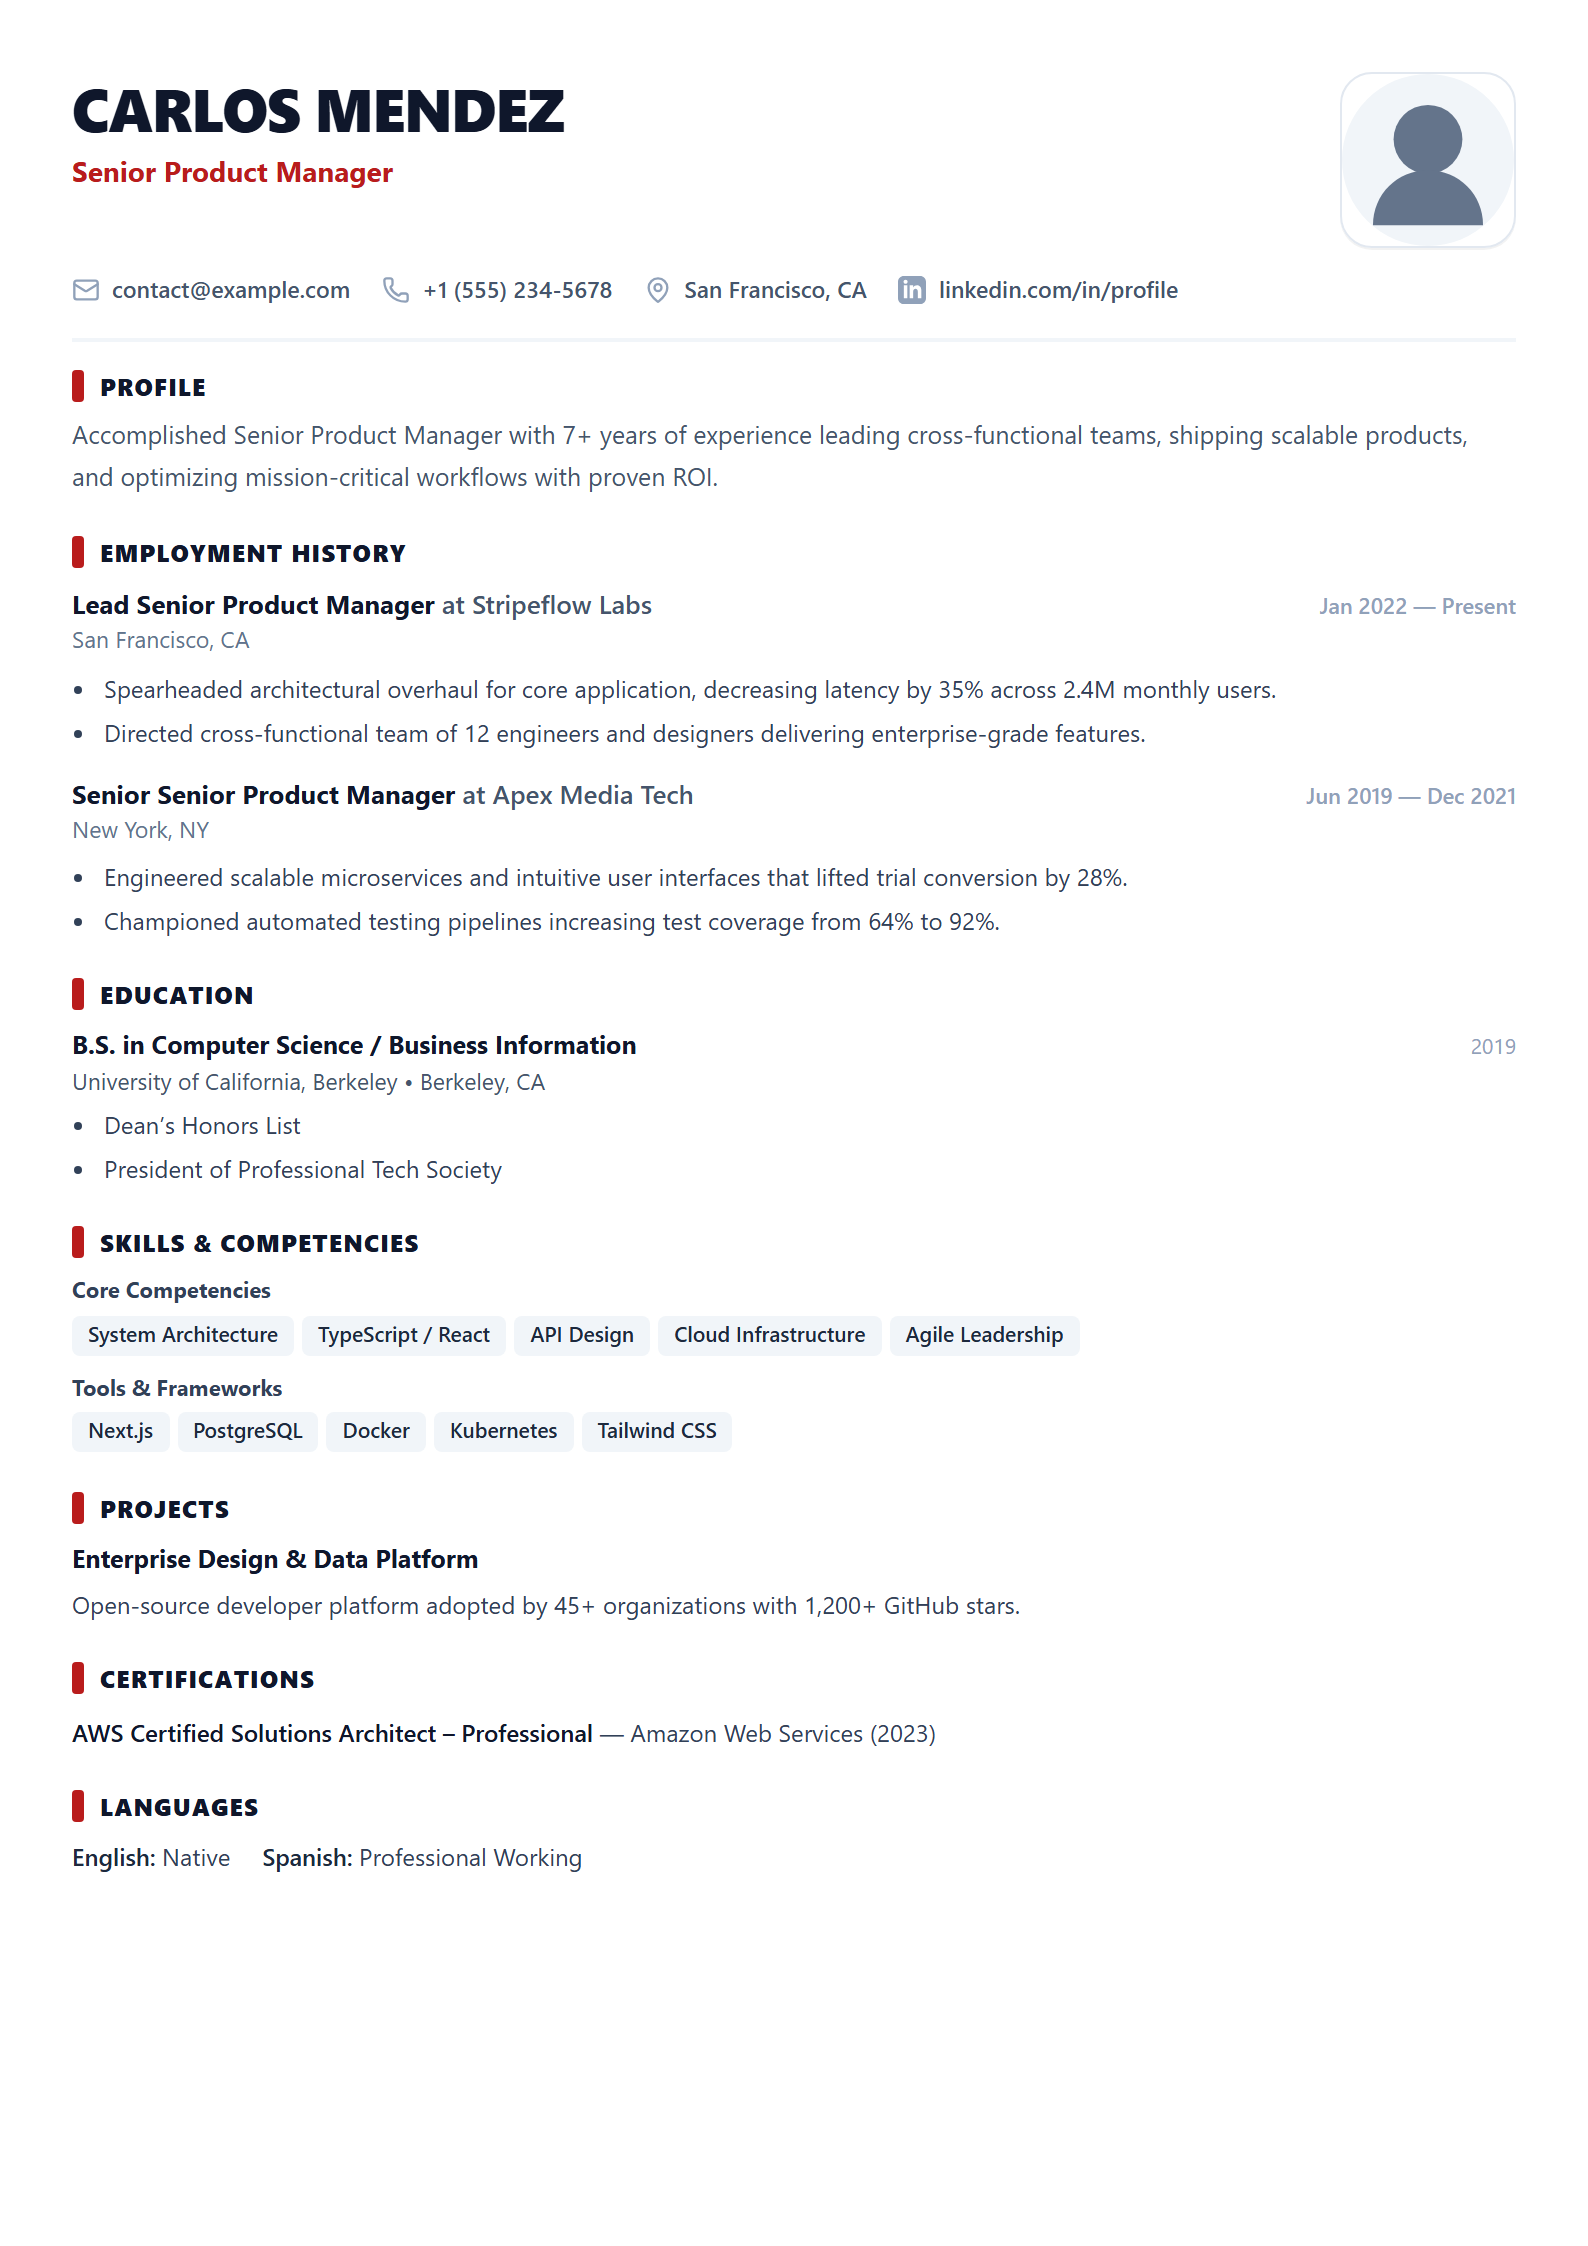 CARLOS MENDEZ
Senior Product Manager
contact@example.com +1 (555) 234-5678 San Francisco, CA linkedin.com/in/profile
PROFILE
Accomplished Senior Product Manager with 7+ years of experience leading cross-functional teams, shipping scalable products,
and optimizing mission-critical workflows with proven ROI.
EMPLOYMENT HISTORY
Lead Senior Product Manager at Stripeflow Labs Jan 2022 — Present
San Francisco, CA
• Spearheaded architectural overhaul for core application, decreasing latency by 35% across 2.4M monthly users.
• Directed cross-functional team of 12 engineers and designers delivering enterprise-grade features.
Senior Senior Product Manager at Apex Media Tech Jun 2019 — Dec 2021
New York, NY
• Engineered scalable microservices and intuitive user interfaces that lifted trial conversion by 28%.
• Championed automated testing pipelines increasing test coverage from 64% to 92%.
EDUCATION
B.S. in Computer Science / Business Information 2019
University of California, Berkeley • Berkeley, CA
• Dean’s Honors List
• President of Professional Tech Society
SKILLS & COMPETENCIES
Core Competencies
System Architecture TypeScript / React API Design Cloud Infrastructure Agile Leadership
Tools & Frameworks
Next.js PostgreSQL Docker Kubernetes Tailwind CSS
PROJECTS
Enterprise Design & Data Platform
Open-source developer platform adopted by 45+ organizations with 1,200+ GitHub stars.
CERTIFICATIONS
AWS Certified Solutions Architect – Professional — Amazon Web Services (2023)
LANGUAGES
English: Native Spanish: Professional Working